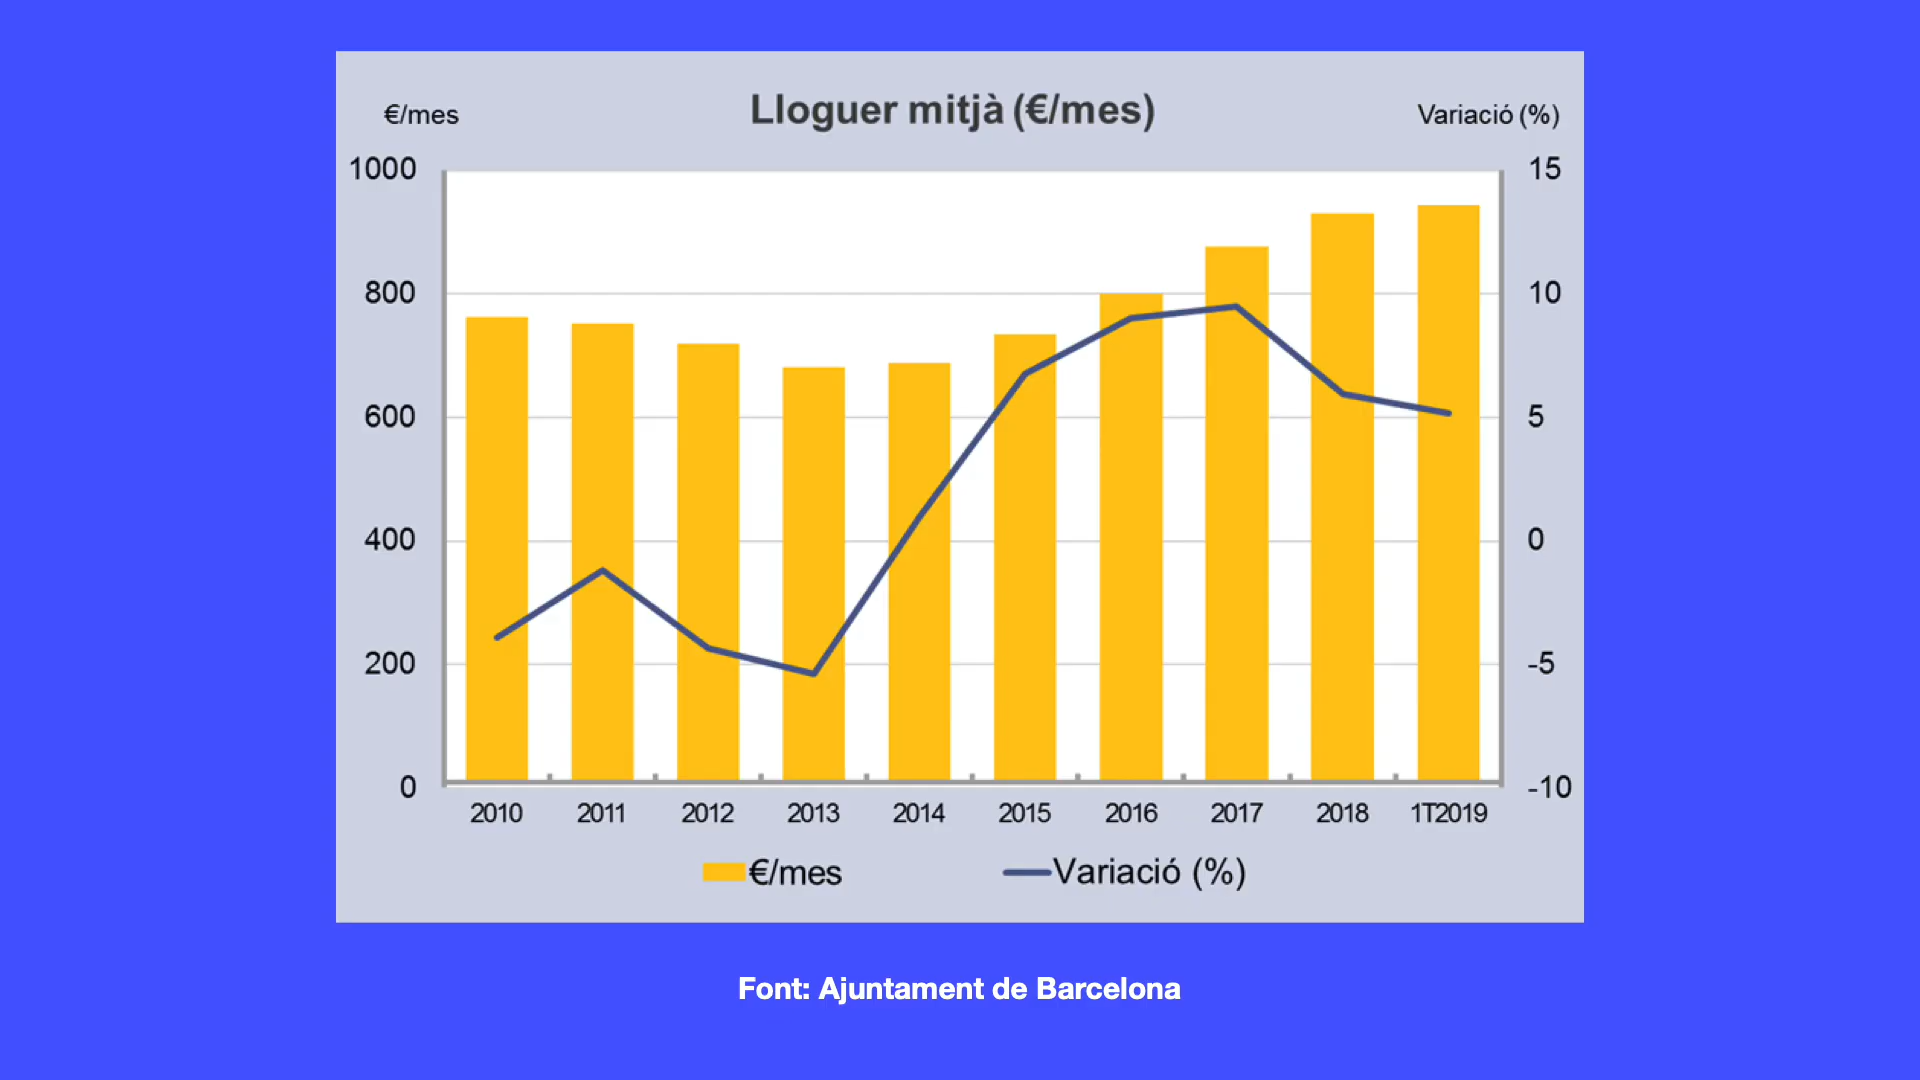 €/mes
Lloguer mitjà (€/mes)
Variació (%)
1000
800
600
400
200
0
15
10
5
0
-5
-10
2010 2011 2012 2013 2014 2015 2016 2017 2018 1T2019
€/mes Variació (%)
Font: Ajuntament de Barcelona